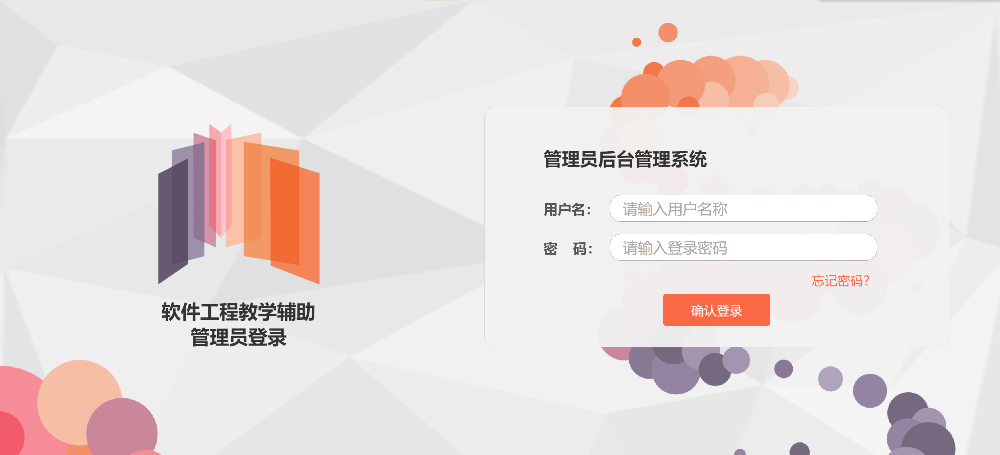 软件工程教学辅助
管理员登录
管理员后台管理系统
用户名： 请输入用户名称
密 码： 请输入登录密码
忘记密码？
确认登录